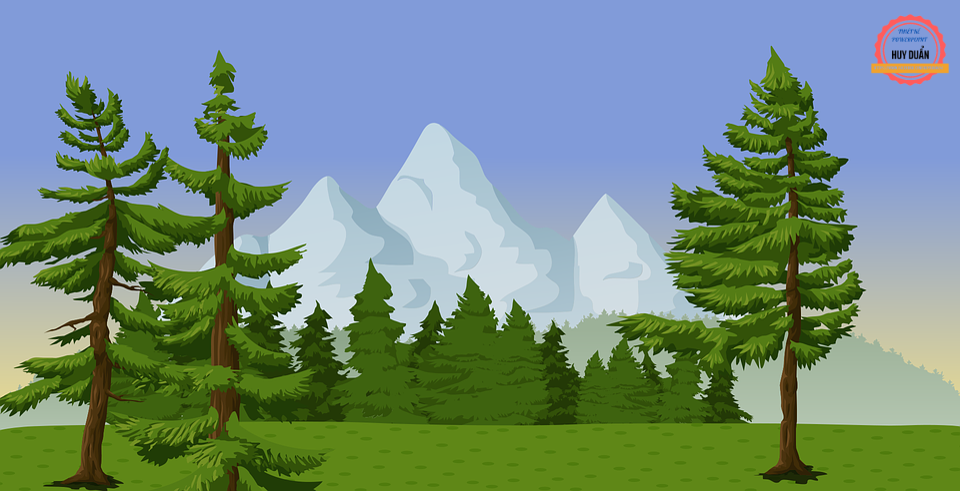 THIẾT KẾ
POWERPOINT
HUY DUẨN